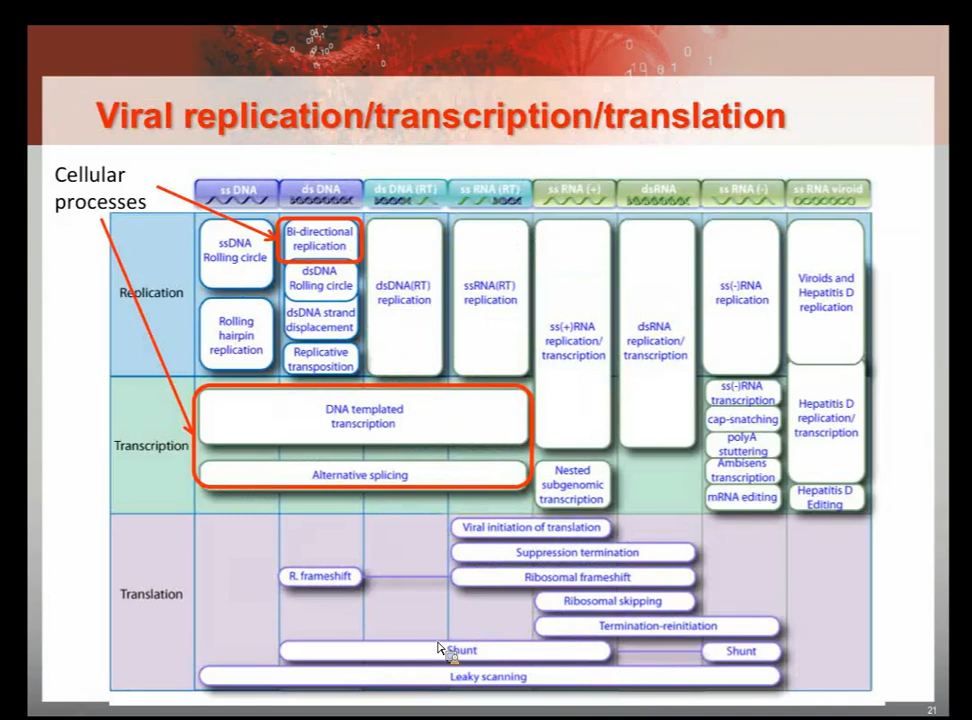 Viral replication/transcription/translation
Cellular
processes
ss DNA
ds DNA
ds DNA (RT)
ss RNA (RT)
ss RNA (+)
dsRNA
ss RNA (-)
ss RNA viroid
Replication
ssDNA
Rolling circle
Rolling
hairpin
replication
Bi-directional
replication
dsDNA
Rolling circle
dsDNA strand
displacement
Replicative
transposition
dsDNA(RT)
replication
ssRNA(RT)
replication
ss(+)RNA
replication/
transcription
dsRNA
replication/
transcription
ss(-)RNA
replication
Viroids and
Hepatitis D
replication
Transcription
DNA templated
transcription
Alternative splicing
Nested
subgenomic
transcription
ss(-)RNA
transcription
cap-snatching
polyA
stuttering
Ambisens
transcription
mRNA editing
Hepatitis D
replication/
transcription
Hepatitis D
Editing
Translation
Viral initiation of translation
Suppression termination
R. frameshift
Ribosomal frameshift
Ribosomal skipping
Termination-reinitiation
Shunt
Shunt
Leaky scanning
21